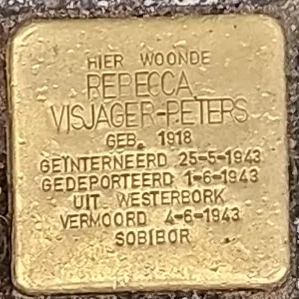 HIER WOONDE
REBECCA
VISJAGER-PETERS
GEB. 1918
GEÏNTERNEERD 25-5-1943
GEDEPORTEERD 1-6-1943
UIT WESTERBORK
VERMOORD 4-6-1943
SOBIBOR